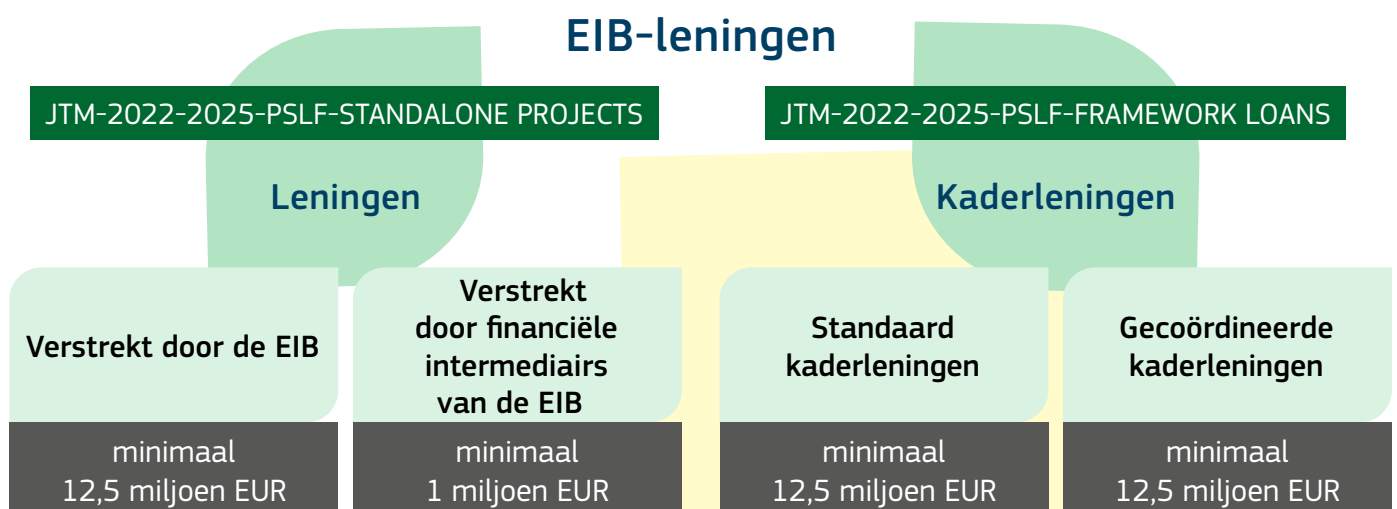 EIB-leningen
JTM-2022-2025-PSLF-STANDALONE PROJECTS
JTM-2022-2025-PSLF-FRAMEWORK LOANS
Leningen
Kaderleningen
Verstrekt door de EIB
Verstrekt
door financiële
intermediairs
van de EIB
Standaard
kaderleningen
Gecoördineerde
kaderleningen
minimaal
12,5 miljoen EUR
minimaal
1 miljoen EUR
minimaal
12,5 miljoen EUR
minimaal
12,5 miljoen EUR